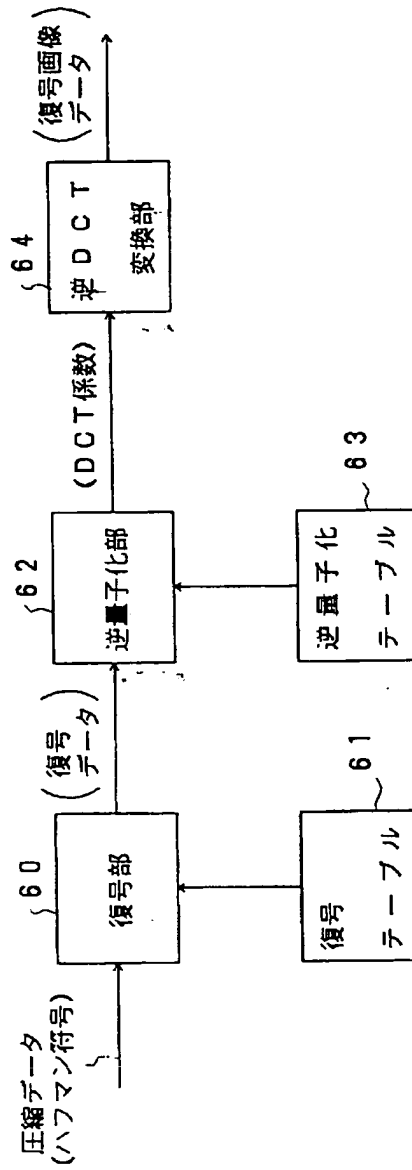 圧縮データ
(ハフマン符号)
60
復号部
(復号
データ)
62
逆量子化部
(DCT係数)
64
逆DCT
変換部
(復号画像
データ)
復号
テーブル
61
逆量子化
テーブル
63